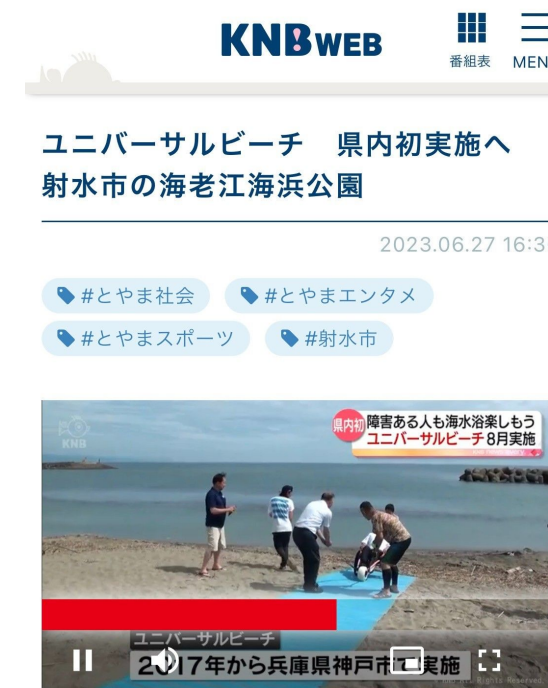 KNB WEB
番組表
MEN
ユニバーサルビーチ　県内初実施へ
射水市の海老江海浜公園
2023.06.27 16:3
#とやま社会
#とやまエンタメ
#とやまスポーツ
#射水市
KNB
県内初
障害ある人も海水浴楽しもう
ユニバーサルビーチ 8月実施
ユニバーサルビーチ
2017年から兵庫県神戸市で実施